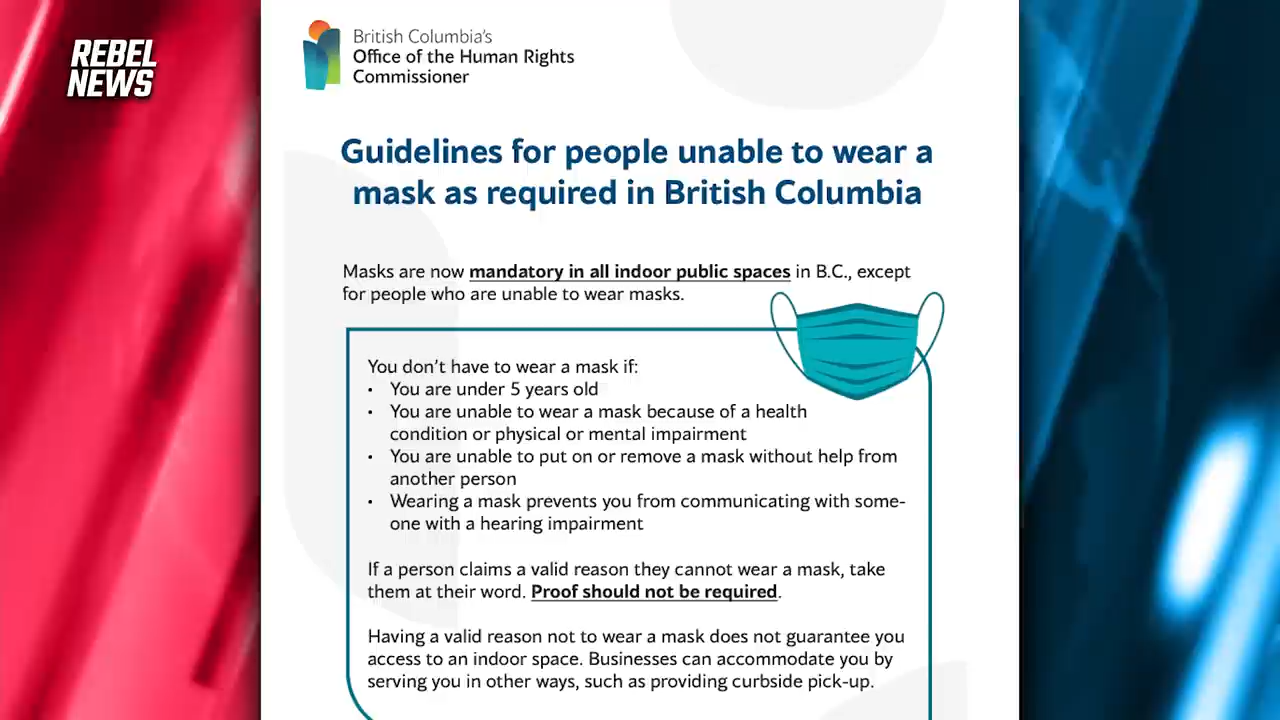 REBEL
NEWS
British Columbia's
Office of the Human Rights
Commissioner
Guidelines for people unable to wear a
mask as required in British Columbia
Masks are now mandatory in all indoor public spaces in B.C., except
for people who are unable to wear masks.
You don't have to wear a mask if:
• You are under 5 years old
• You are unable to wear a mask because of a health
condition or physical or mental impairment
• You are unable to put on or remove a mask without help from
another person
• Wearing a mask prevents you from communicating with some-
one with a hearing impairment
If a person claims a valid reason they cannot wear a mask, take
them at their word. Proof should not be required.
Having a valid reason not to wear a mask does not guarantee you
access to an indoor space. Businesses can accommodate you by
serving you in other ways, such as providing curbside pick-up.